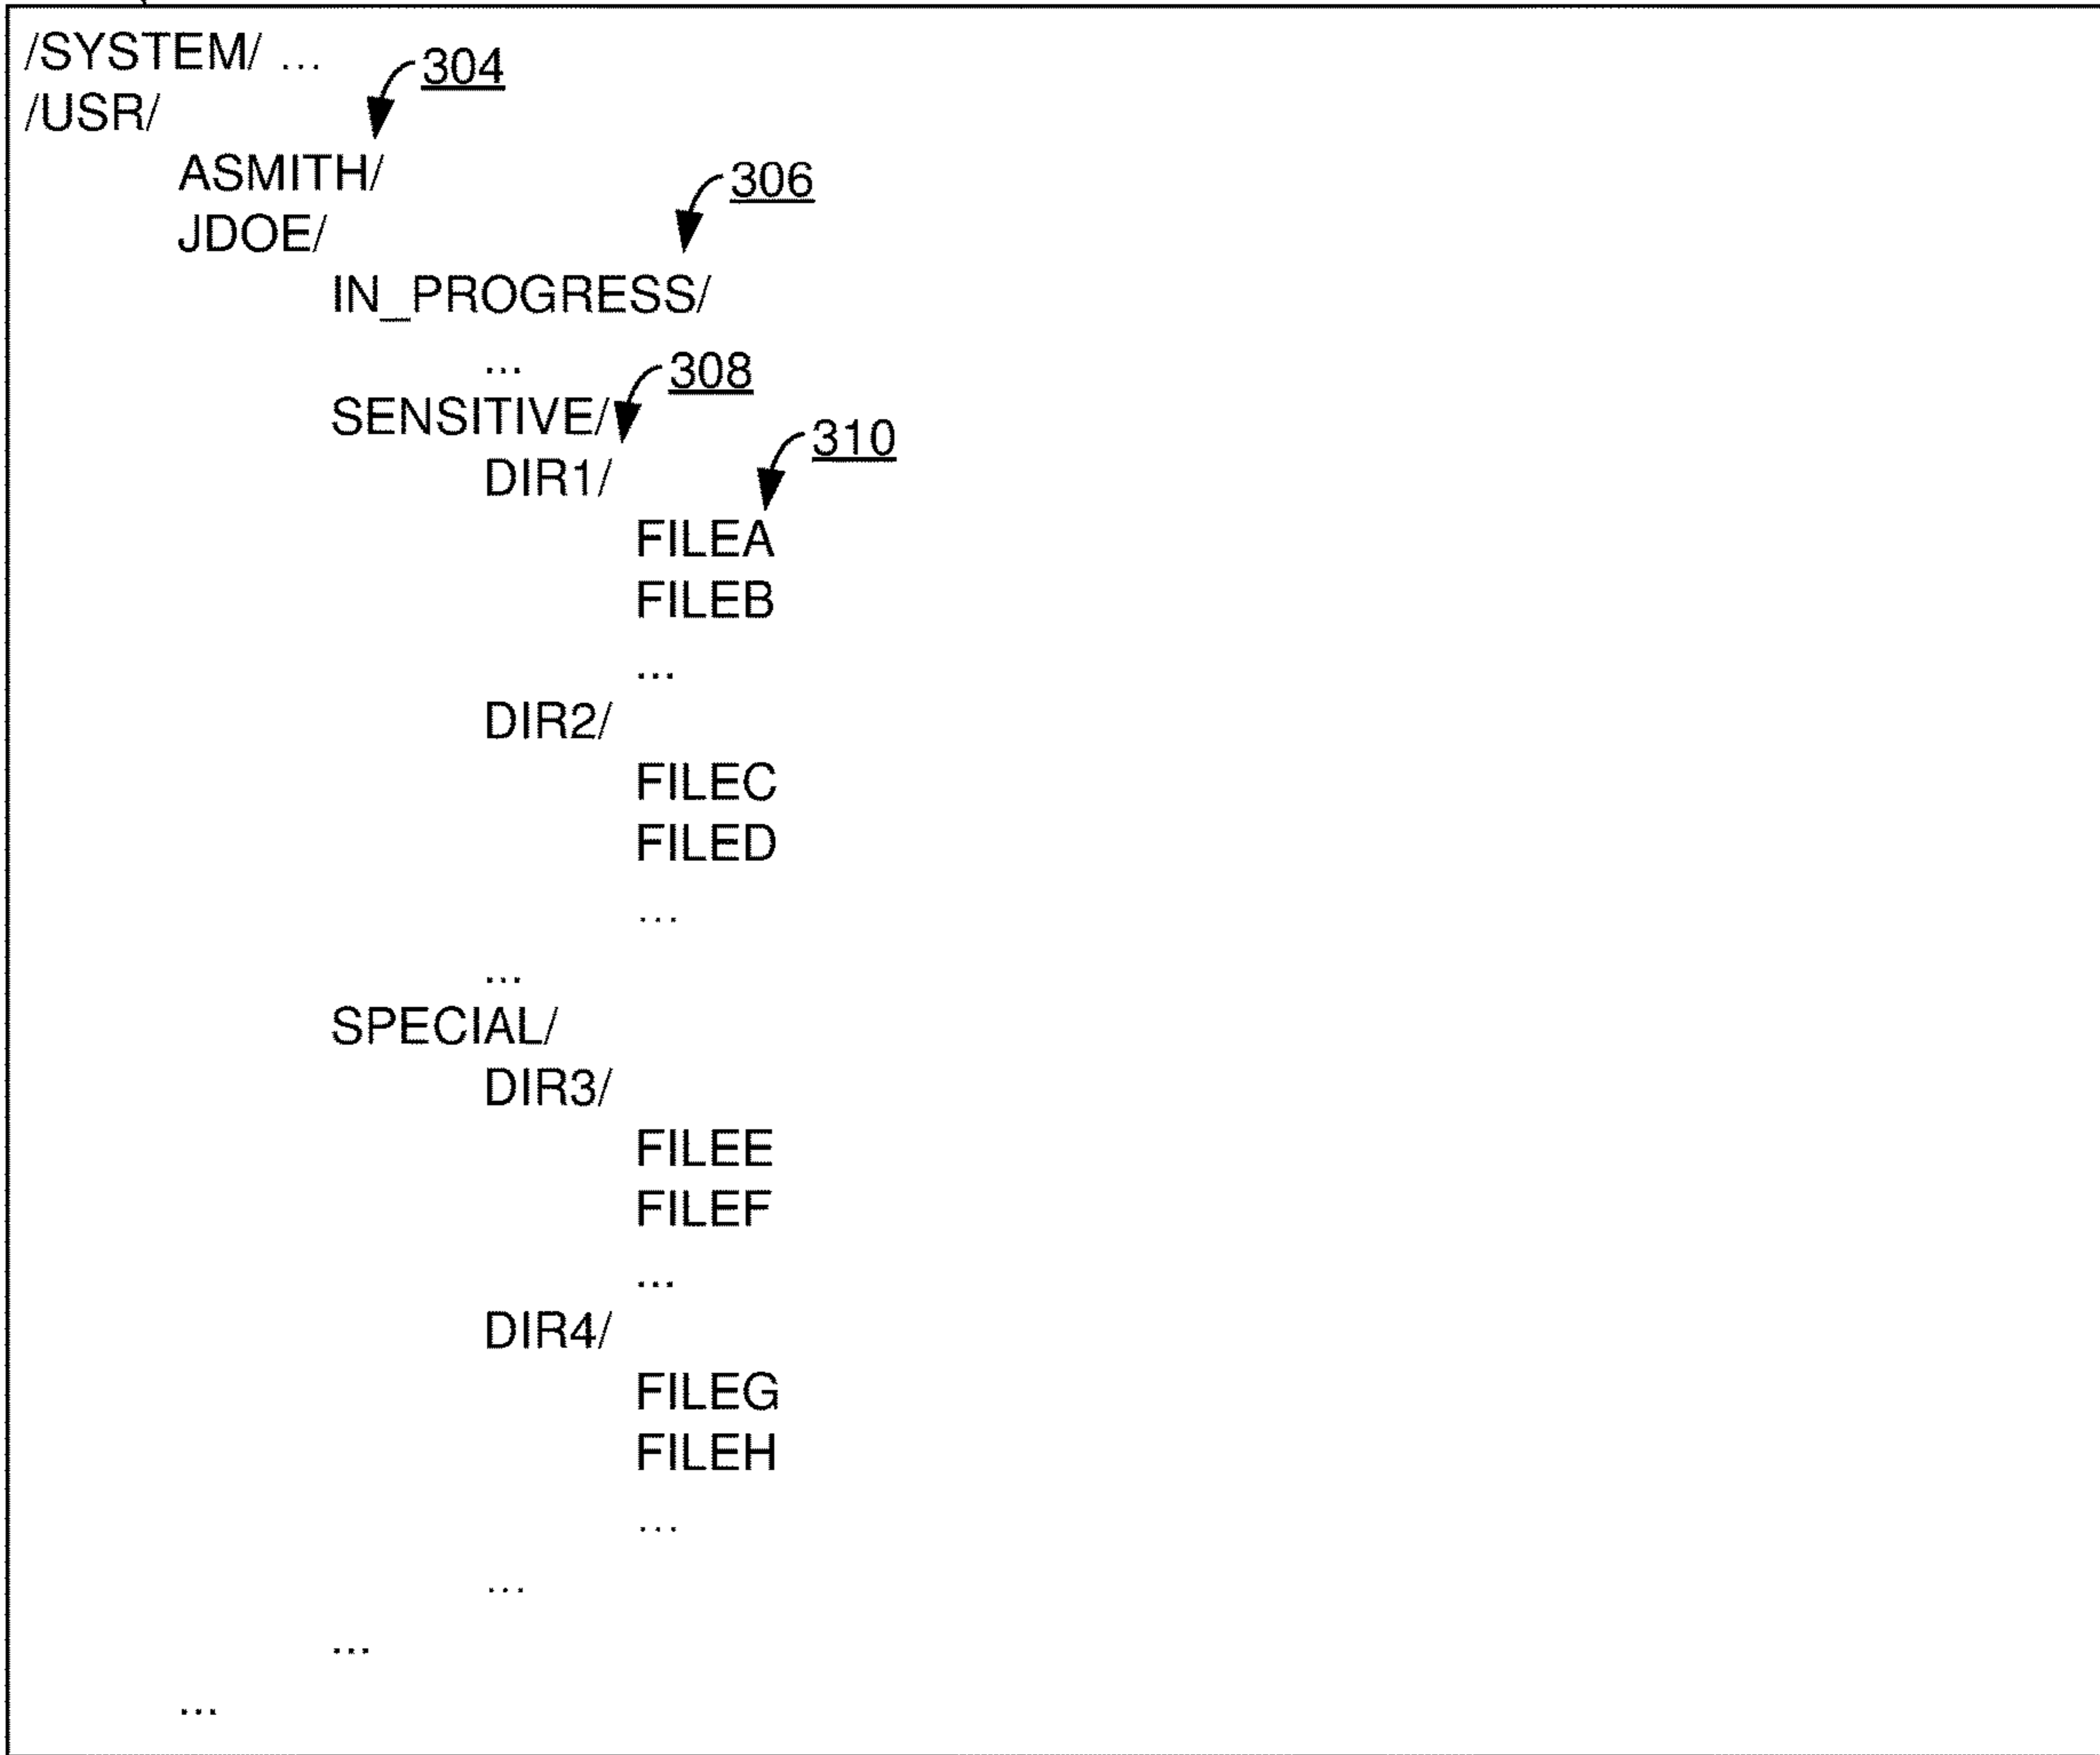 /SYSTEM/ ...
304
/USR/
ASMITH/
306
JDOE/
IN_PROGRESS/
...
308
SENSITIVE/
310
DIR1/
FILEA
FILEB
...
DIR2/
FILEC
FILED
...
...
SPECIAL/
DIR3/
FILEE
FILEF
...
DIR4/
FILEG
FILEH
...
...
...
...